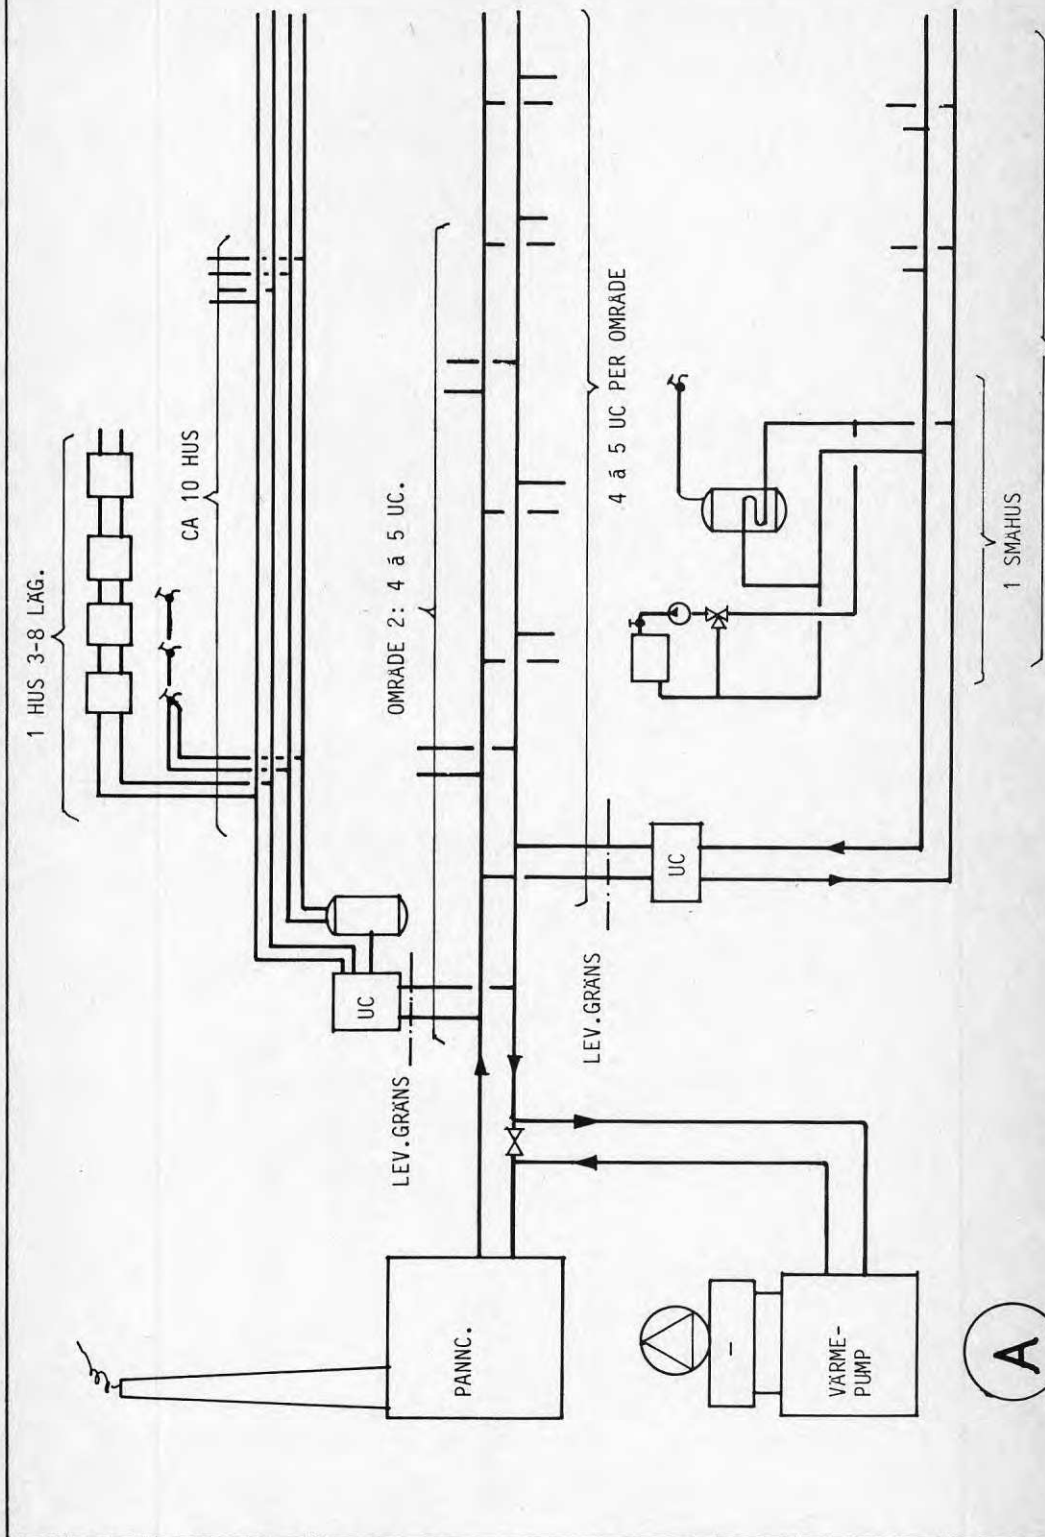 1 HUS 3-8 LÄG.
CA 10 HUS
OMRÅDE 2: 4 á 5 UC.
UC
LEV.GRÄNS
4 á 5 UC PER OMRÅDE
LEV.GRÄNS
UC
1 SMÅHUS
PANNC.
VÄRME-
PUMP
A